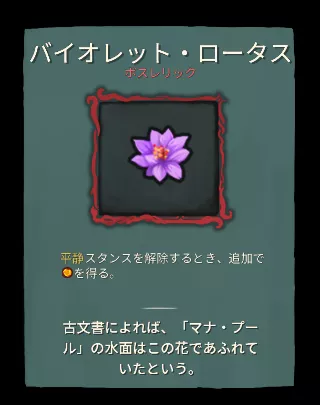 バイオレット・ロータス
ボスレリック
平静スタンスを解除するとき、追加で
を得る。
古文書によれば、「マナ・プー
ル」の水面はこの花であふれて
いたという。